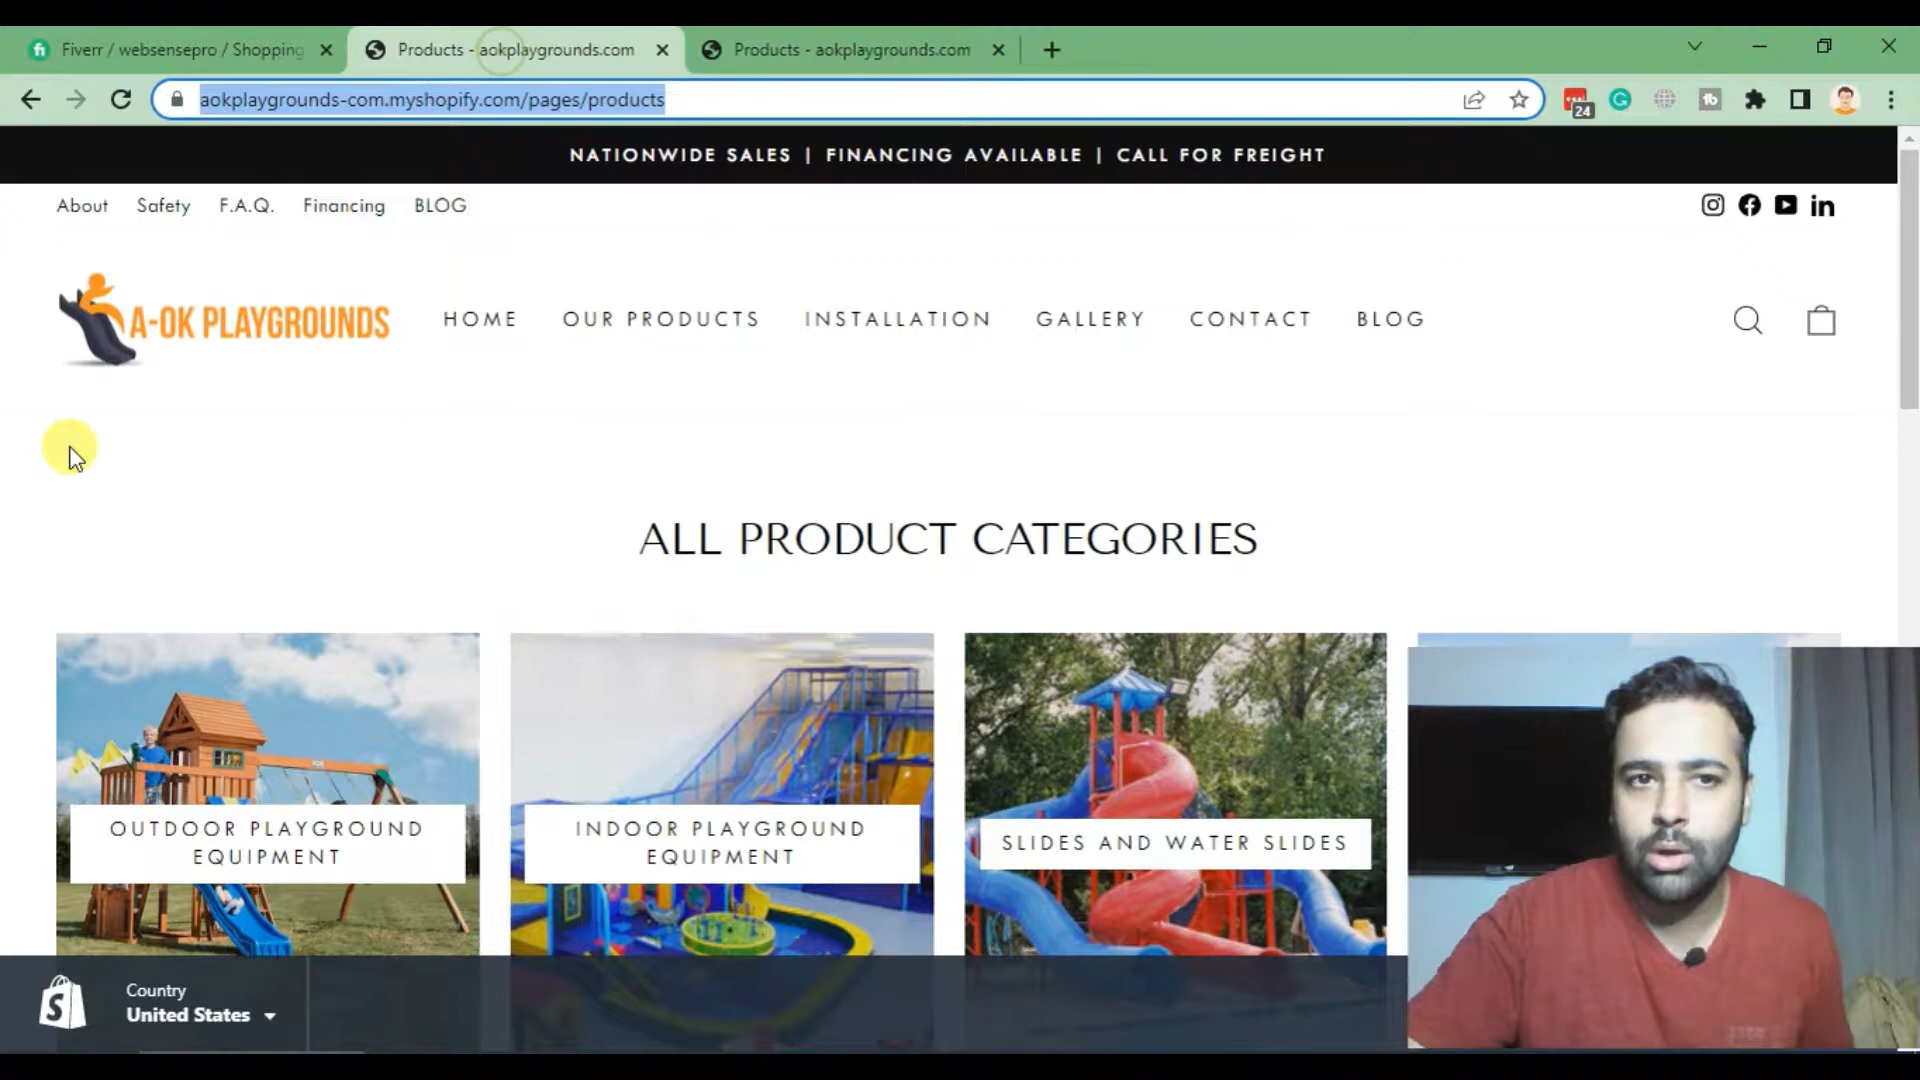 Fiverr / websensepro / Shopping
Products - aokplaygrounds.com
Products - aokplaygrounds.com
aokplaygrounds-com.myshopify.com/pages/products
24
NATIONWIDE SALES | FINANCING AVAILABLE | CALL FOR FREIGHT
About Safety F.A.Q. Financing BLOG
A-OK PLAYGROUNDS
HOME OUR PRODUCTS INSTALLATION GALLERY CONTACT BLOG
ALL PRODUCT CATEGORIES
OUTDOOR PLAYGROUND
EQUIPMENT
INDOOR PLAYGROUND
EQUIPMENT
SLIDES AND WATER SLIDES
Country
United States